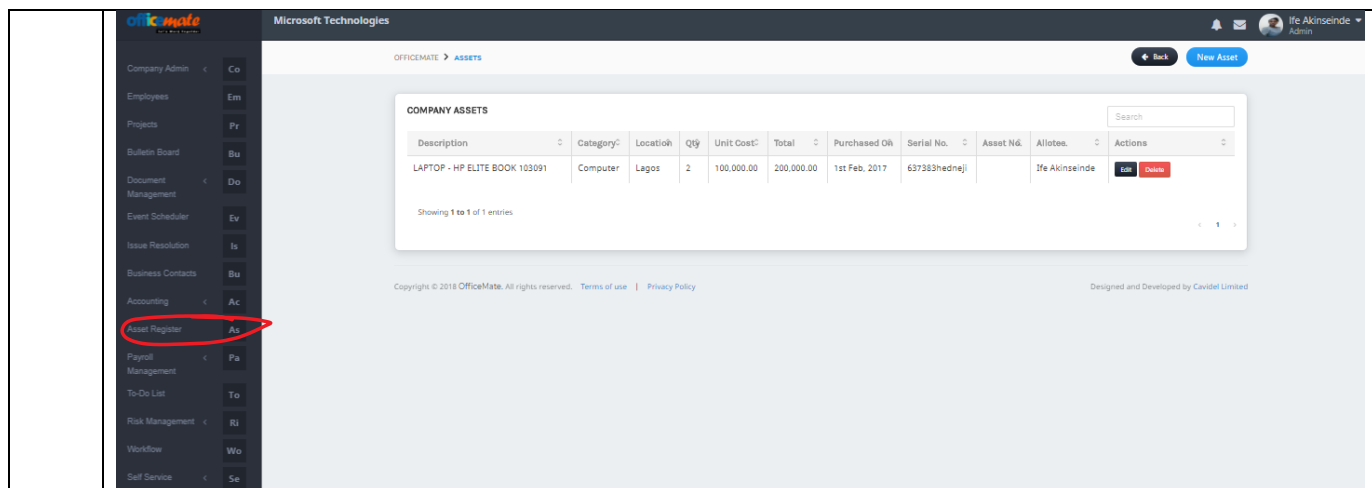 officemate
Microsoft Technologies
Ife Akinseinde
Admin
OFFICEMATE > ASSETS
Back
New Asset
Company Admin < Co
Employees Em
Projects Pr
Bulletin Board Bu
Document < Do
Management
Event Scheduler Ev
Issue Resolution Is
Business Contacts Bu
Accounting < Ac
Asset Register As
Payroll < Pa
Management
To-Do List To
Risk Management < Ri
Workflow Wo
Self Service < Se
COMPANY ASSETS
Search
Description Category Location Qty Unit Cost Total Purchased On Serial No. Asset No. Allotee. Actions
LAPTOP - HP ELITE BOOK 103091 Computer Lagos 2 100,000.00 200,000.00 1st Feb, 2017 637383hedneji Ife Akinseinde Edit Delete
Showing 1 to 1 of 1 entries
< 1 >
Copyright © 2018 OfficeMate. All rights reserved. Terms of use | Privacy Policy
Designed and Developed by Cavidel Limited